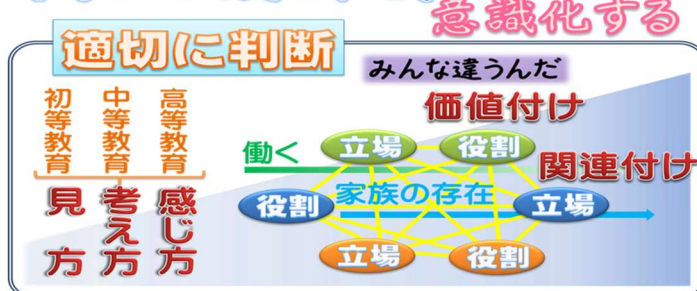 意識化する
適切に判断
みんな違うんだ
価値付け
関連付け
初等教育
中等教育
高等教育
見方
考え方
感じ方
働く
立場
役割
役割
家族の存在
立場
立場
役割